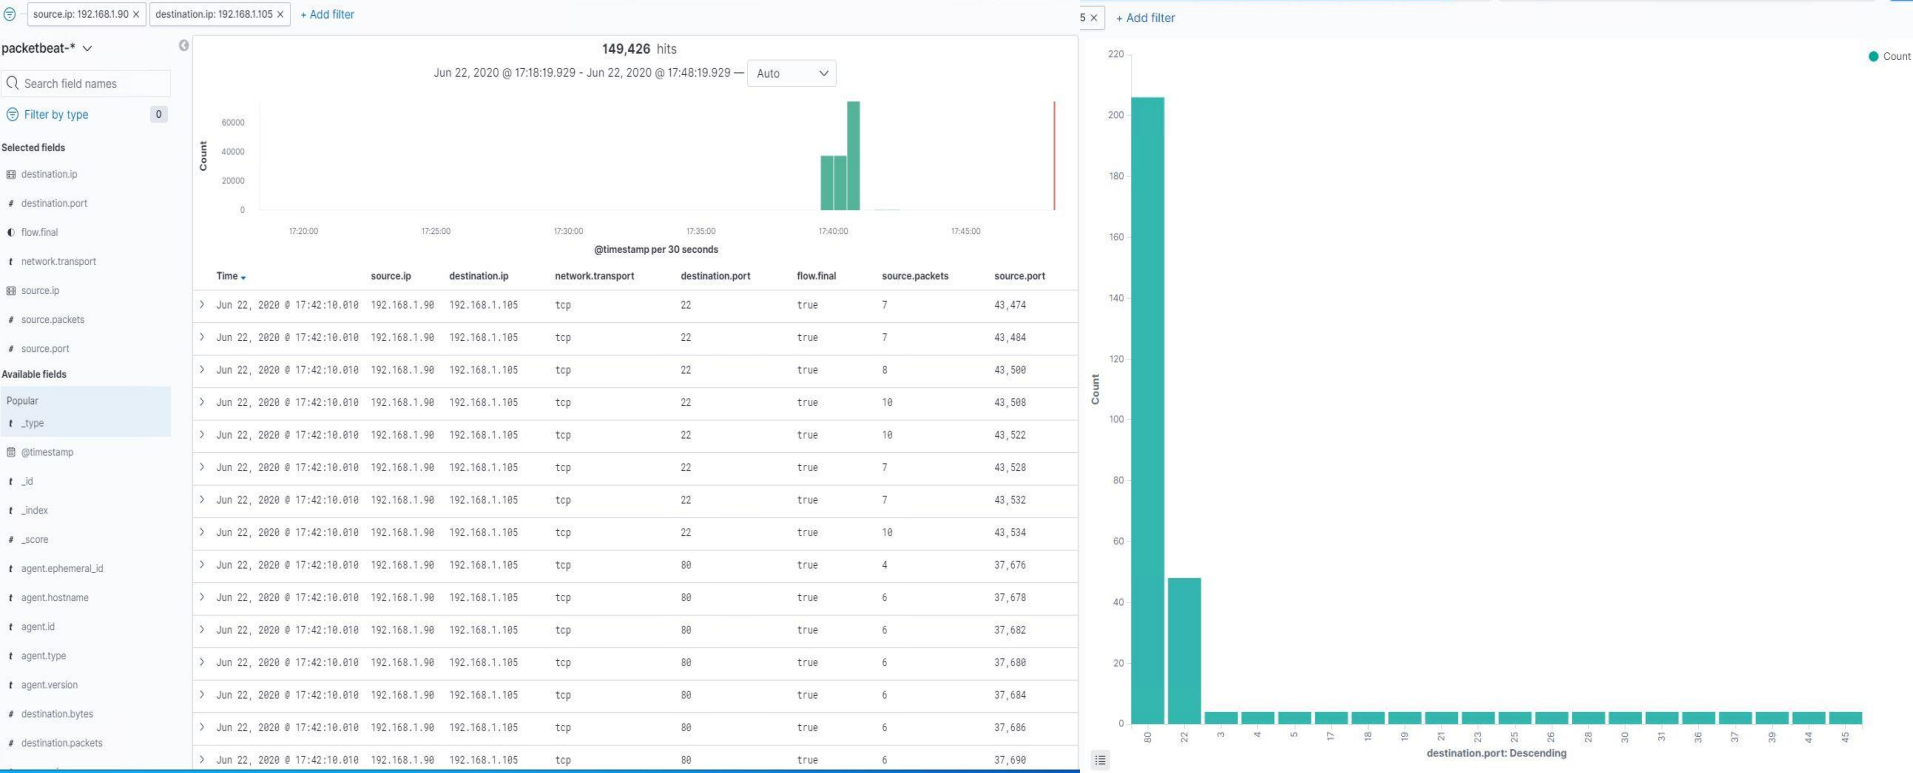 source.ip: 192.168.1.90 × destination.ip: 192.168.1.105 × + Add filter
packetbeat-*
Search field names
Filter by type 0
Selected fields
destination.ip
# destination.port
flow.final
t network.transport
source.ip
# source.packets
# source.port
Available fields
Popular
t _type
@timestamp
t _id
t _index
# _score
t agent.ephemeral_id
t agent.hostname
t agent.id
t agent.type
t agent.version
# destination.bytes
# destination.packets
149,426 hits
Jun 22, 2020 @ 17:18:19.929 - Jun 22, 2020 @ 17:48:19.929 — Auto
Count
60000
40000
20000
0
17:20:00 17:25:00 17:30:00 17:35:00 17:40:00 17:45:00
@timestamp per 30 seconds
Time source.ip destination.ip network.transport destination.port flow.final source.packets source.port
Jun 22, 2020 @ 17:42:10.010 192.168.1.90 192.168.1.105 tcp 22 true 7 43,474
Jun 22, 2020 @ 17:42:10.010 192.168.1.90 192.168.1.105 tcp 22 true 7 43,484
Jun 22, 2020 @ 17:42:10.010 192.168.1.90 192.168.1.105 tcp 22 true 8 43,500
Jun 22, 2020 @ 17:42:10.010 192.168.1.90 192.168.1.105 tcp 22 true 10 43,508
Jun 22, 2020 @ 17:42:10.010 192.168.1.90 192.168.1.105 tcp 22 true 10 43,522
Jun 22, 2020 @ 17:42:10.010 192.168.1.90 192.168.1.105 tcp 22 true 7 43,528
Jun 22, 2020 @ 17:42:10.010 192.168.1.90 192.168.1.105 tcp 22 true 7 43,532
Jun 22, 2020 @ 17:42:10.010 192.168.1.90 192.168.1.105 tcp 22 true 10 43,534
Jun 22, 2020 @ 17:42:10.010 192.168.1.90 192.168.1.105 tcp 80 true 4 37,676
Jun 22, 2020 @ 17:42:10.010 192.168.1.90 192.168.1.105 tcp 80 true 6 37,678
Jun 22, 2020 @ 17:42:10.010 192.168.1.90 192.168.1.105 tcp 80 true 6 37,682
Jun 22, 2020 @ 17:42:10.010 192.168.1.90 192.168.1.105 tcp 80 true 6 37,680
Jun 22, 2020 @ 17:42:10.010 192.168.1.90 192.168.1.105 tcp 80 true 6 37,684
Jun 22, 2020 @ 17:42:10.010 192.168.1.90 192.168.1.105 tcp 80 true 6 37,686
Jun 22, 2020 @ 17:42:10.010 192.168.1.90 192.168.1.105 tcp 80 true 6 37,690
5 × + Add filter
Count
220
200
180
160
140
120
100
80
60
40
20
0
Count
80 22 3 4 5 17 18 19 21 23 25 26 28 30 31 36 37 39 44 45
destination.port: Descending